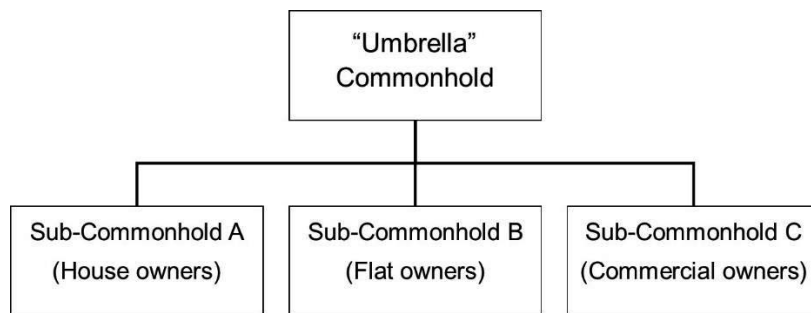 “Umbrella”
Commonhold
Sub-Commonhold A
(House owners)
Sub-Commonhold B
(Flat owners)
Sub-Commonhold C
(Commercial owners)